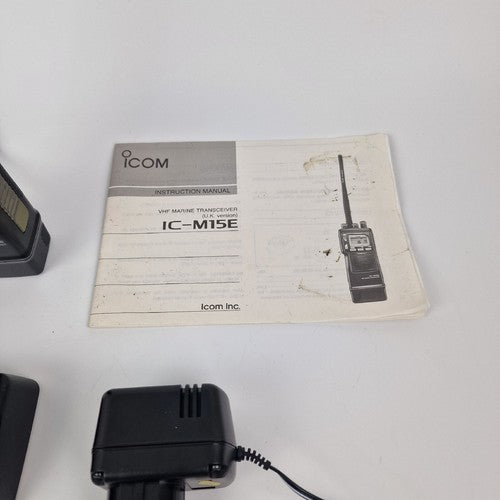 ICOM
INSTRUCTION MANUAL
VHF MARINE TRANSCEIVER
(U.K. version)
IC-M15E
Icom Inc.